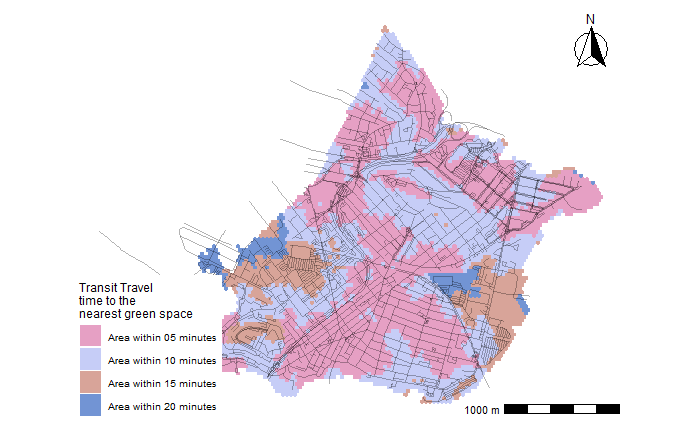 N
Transit Travel
time to the
nearest green space
Area within 05 minutes
Area within 10 minutes
Area within 15 minutes
Area within 20 minutes
1000 m